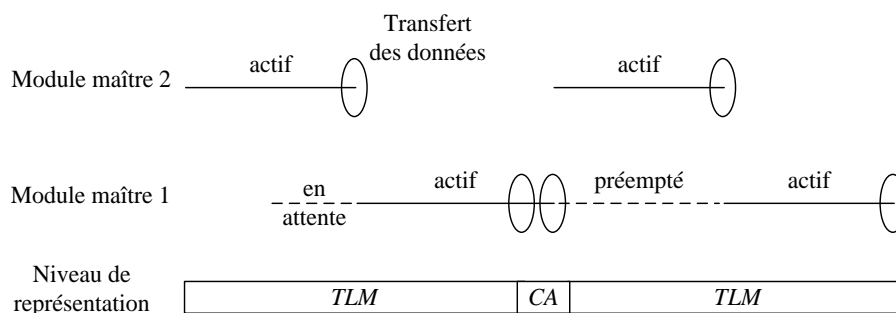 Transfert
des données
Module maître 2
actif
actif
Module maître 1
en
attente
actif
préempté
actif
Niveau de
représentation
TLM
CA
TLM